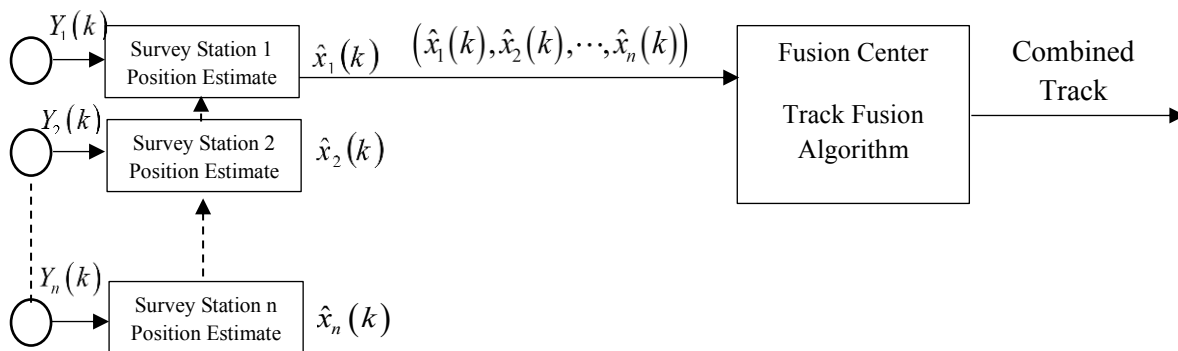 Y₁(k)
Survey Station 1
Position Estimate
x̂₁(k)
(x̂₁(k), x̂₂(k), ⋯, x̂ₙ(k))
Fusion Center
Track Fusion
Algorithm
Combined
Track
Y₂(k)
Survey Station 2
Position Estimate
x̂₂(k)
Yₙ(k)
Survey Station n
Position Estimate
x̂ₙ(k)